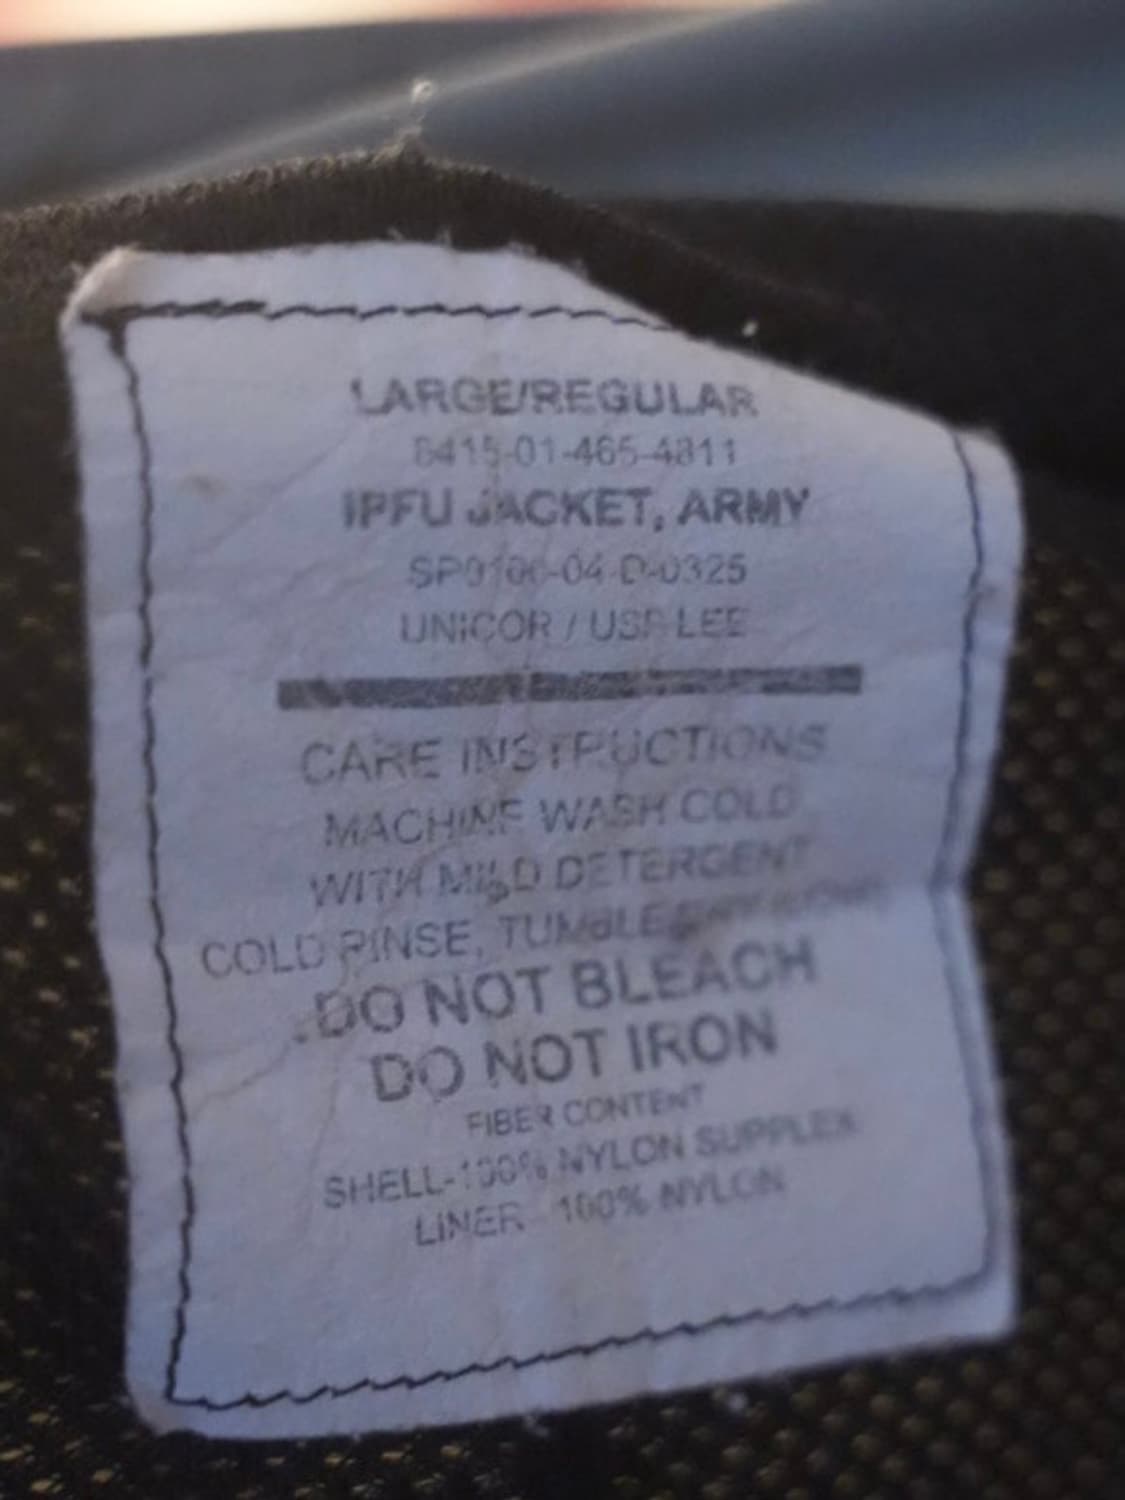 LARGE/REGULAR
8415-01-465-4811
IPFU JACKET, ARMY
SP0100-04-D-0325
UNICOR / USP LEE
CARE INSTRUCTIONS
MACHINE WASH COLD
WITH MILD DETERGENT
COLD RINSE, TUMBLE DRY
DO NOT BLEACH
DO NOT IRON
FIBER CONTENT
SHELL-100% NYLON SUPPLEX
LINER - 100% NYLON